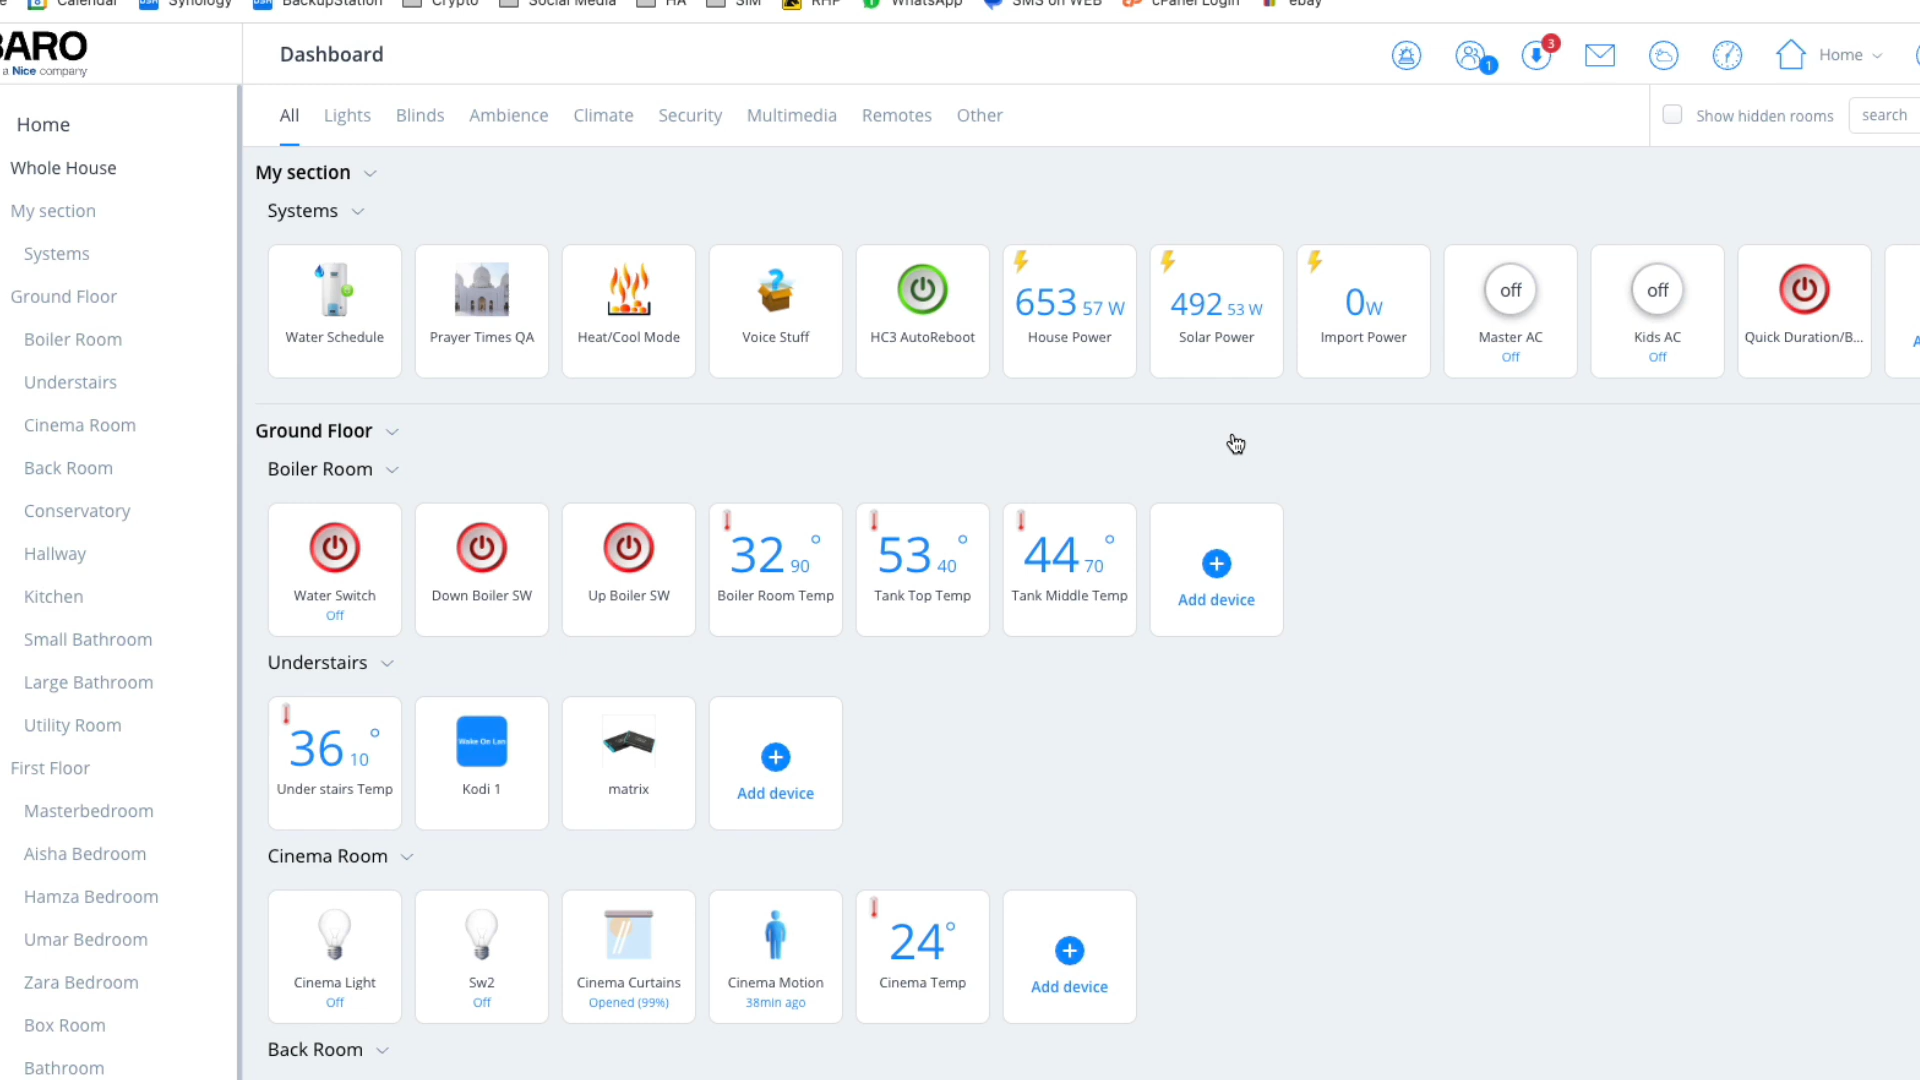 Calendar Synology BackupStation Crypto Social Media HA SIM RHP WhatsApp SMS on WEB cPanel Login ebay
BARO
a Nice company
Dashboard
1
3
Home
All Lights Blinds Ambience Climate Security Multimedia Remotes Other
Show hidden rooms
search
Home
Whole House
My section
Systems
Ground Floor
Boiler Room
Understairs
Cinema Room
Back Room
Conservatory
Hallway
Kitchen
Small Bathroom
Large Bathroom
Utility Room
First Floor
Masterbedroom
Aisha Bedroom
Hamza Bedroom
Umar Bedroom
Zara Bedroom
Box Room
Bathroom
My section
Systems
Water Schedule
Prayer Times QA
Heat/Cool Mode
Voice Stuff
HC3 AutoReboot
653 57 W
House Power
492 53 W
Solar Power
0 W
Import Power
off
Master AC
Off
off
Kids AC
Off
Quick Duration/B...
Ground Floor
Boiler Room
Water Switch
Off
Down Boiler SW
Up Boiler SW
32 90 °
Boiler Room Temp
53 40 °
Tank Top Temp
44 70 °
Tank Middle Temp
Add device
Understairs
36 10 °
Under stairs Temp
Wake On Lan
Kodi 1
matrix
Add device
Cinema Room
Cinema Light
Off
Sw2
Off
Cinema Curtains
Opened (99%)
Cinema Motion
38min ago
24°
Cinema Temp
Add device
Back Room